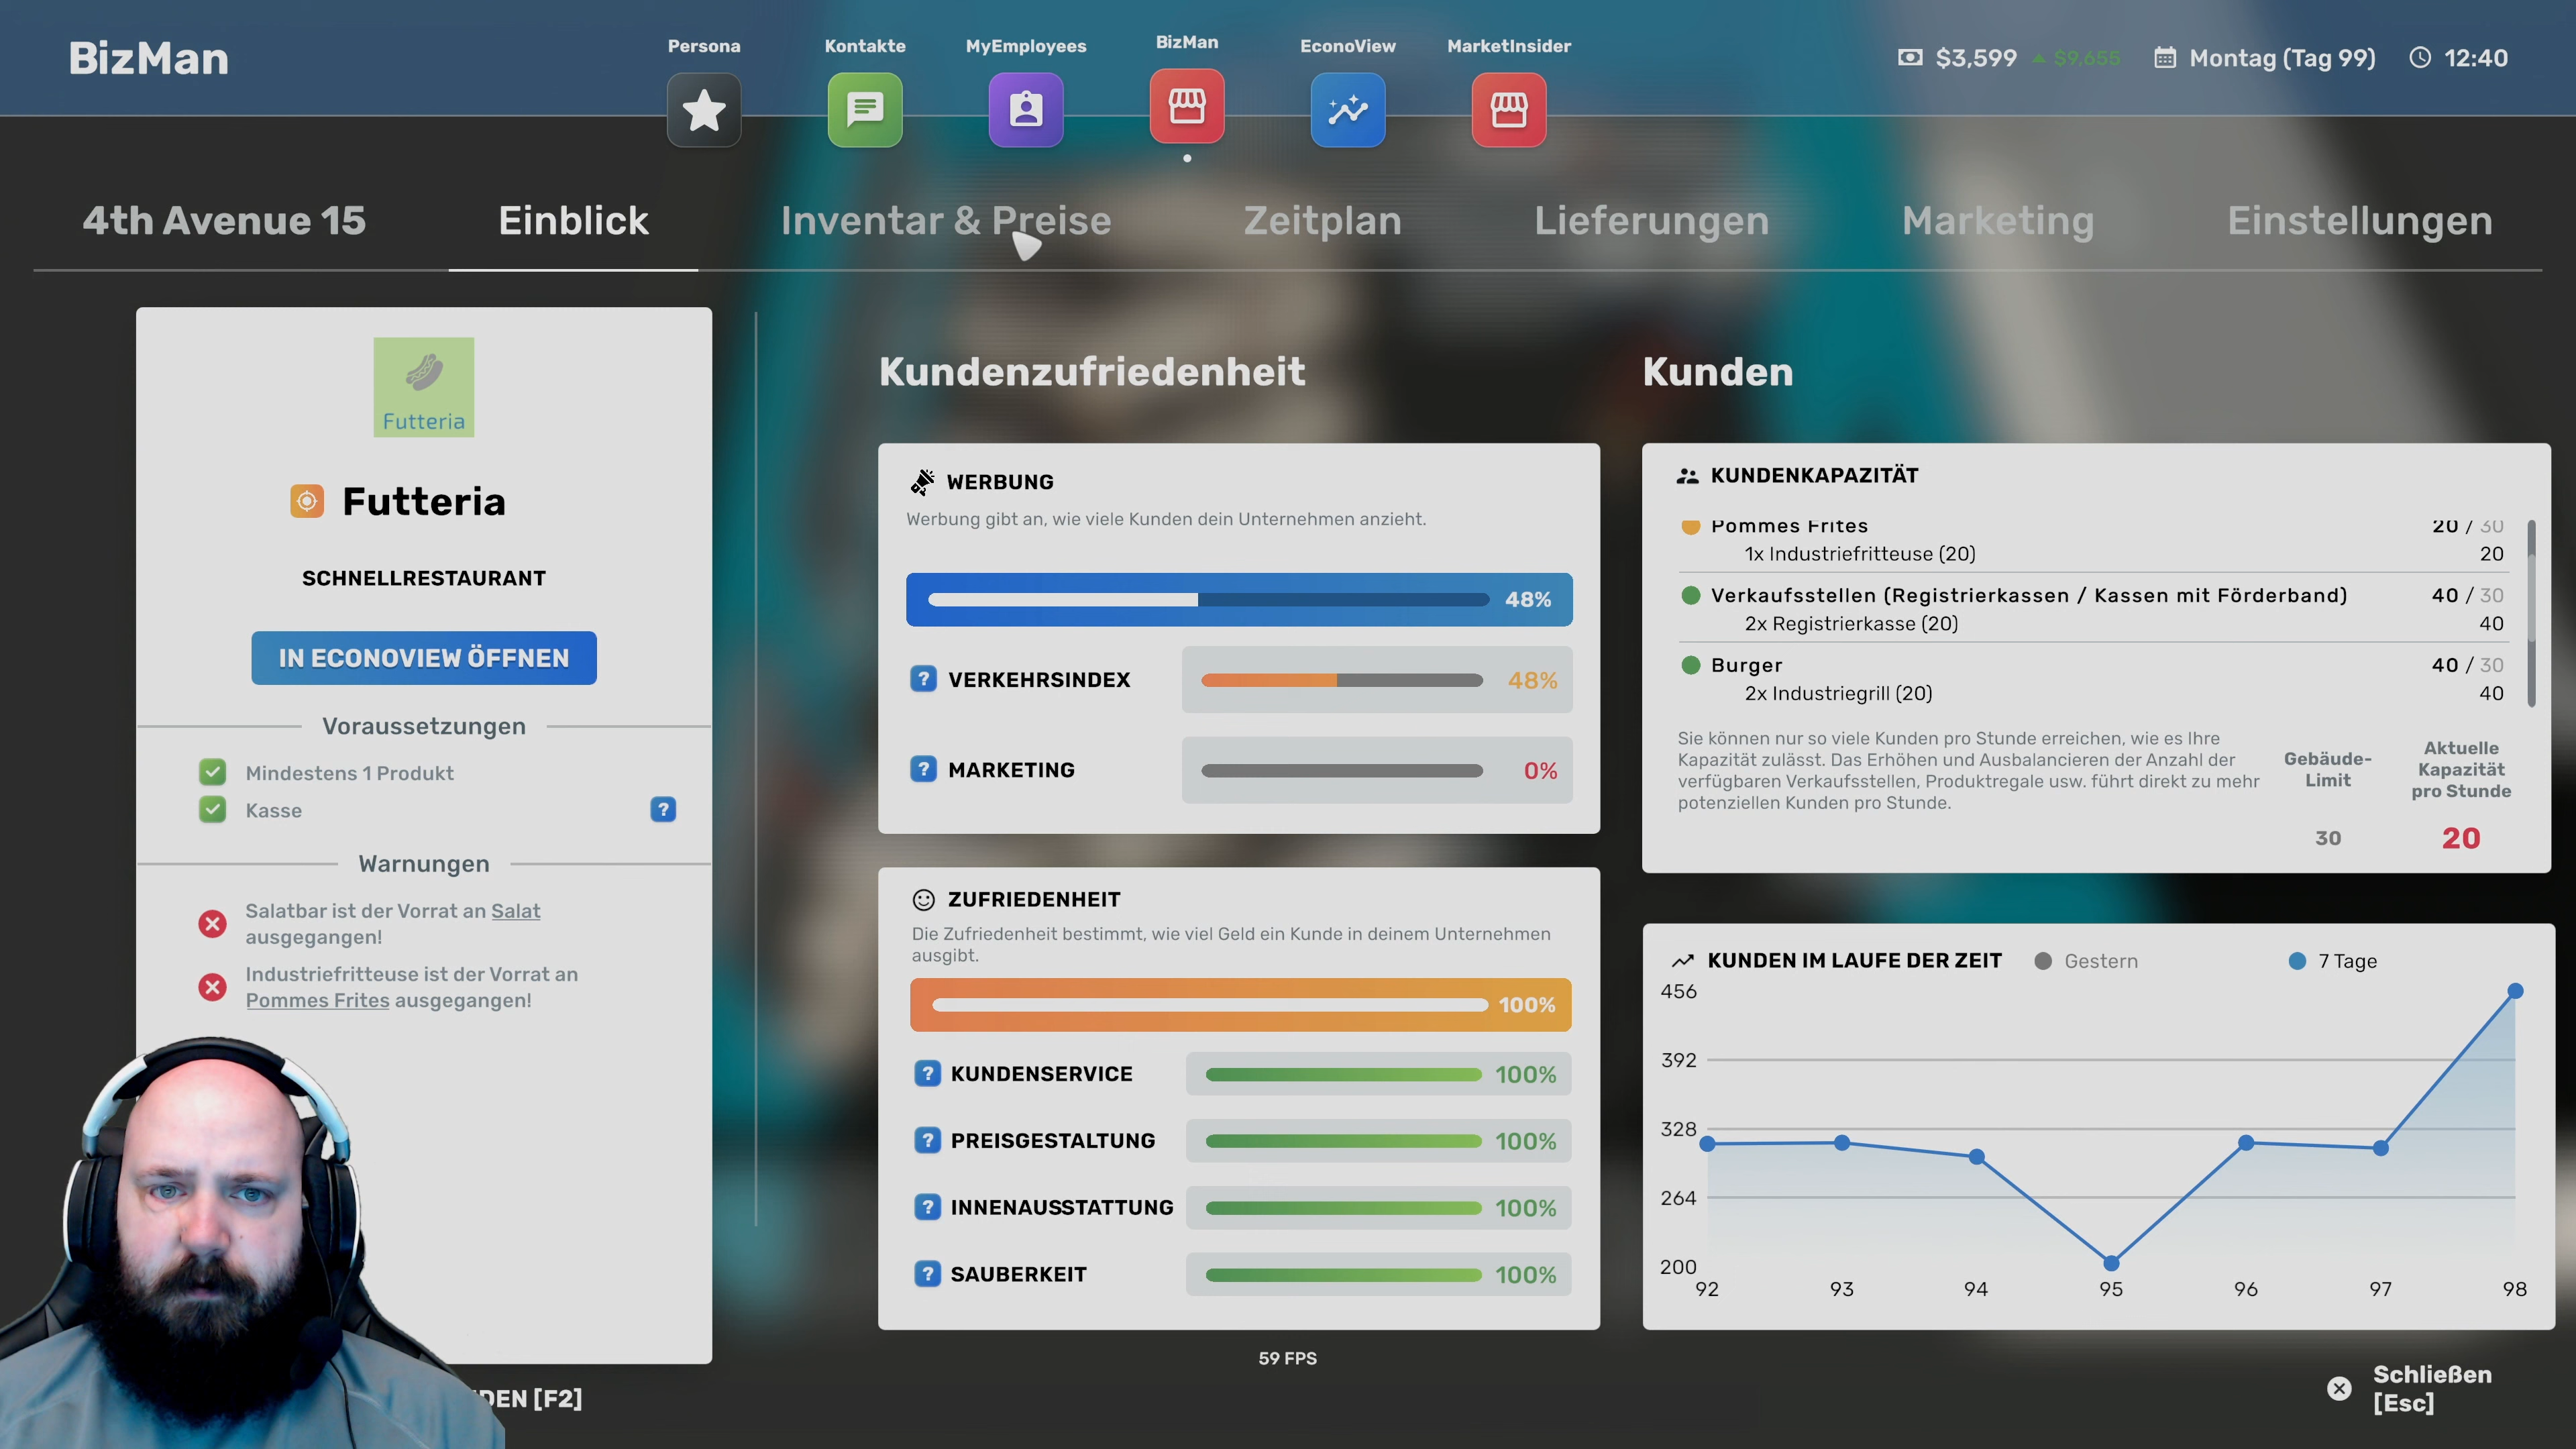 BizMan
Persona
Kontakte
MyEmployees
BizMan
EconoView
MarketInsider
$3,599
$9,655
Montag (Tag 99)
12:40
4th Avenue 15
Einblick
Inventar & Preise
Zeitplan
Lieferungen
Marketing
Einstellungen
Futteria
Futteria
SCHNELLRESTAURANT
IN ECONOVIEW ÖFFNEN
Voraussetzungen
Mindestens 1 Produkt
Kasse
?
Warnungen
Salatbar ist der Vorrat an Salat
ausgegangen!
Industriefritteuse ist der Vorrat an
Pommes Frites ausgegangen!
Kundenzufriedenheit
WERBUNG
Werbung gibt an, wie viele Kunden dein Unternehmen anzieht.
48%
? VERKEHRSINDEX 48%
? MARKETING 0%
ZUFRIEDENHEIT
Die Zufriedenheit bestimmt, wie viel Geld ein Kunde in deinem Unternehmen
ausgibt.
100%
? KUNDENSERVICE 100%
? PREISGESTALTUNG 100%
? INNENAUSSTATTUNG 100%
? SAUBERKEIT 100%
Kunden
KUNDENKAPAZITÄT
Pommes Frites 20 / 30
1x Industriefritteuse (20) 20
Verkaufsstellen (Registrierkassen / Kassen mit Förderband) 40 / 30
2x Registrierkasse (20) 40
Burger 40 / 30
2x Industriegrill (20) 40
Sie können nur so viele Kunden pro Stunde erreichen, wie es Ihre
Kapazität zulässt. Das Erhöhen und Ausbalancieren der Anzahl der
verfügbaren Verkaufsstellen, Produktregale usw. führt direkt zu mehr
potenziellen Kunden pro Stunde.
Gebäude-
Limit
30
Aktuelle
Kapazität
pro Stunde
20
KUNDEN IM LAUFE DER ZEIT
Gestern
7 Tage
456
392
328
264
200
92 93 94 95 96 97 98
59 FPS
DEN [F2]
Schließen
[Esc]